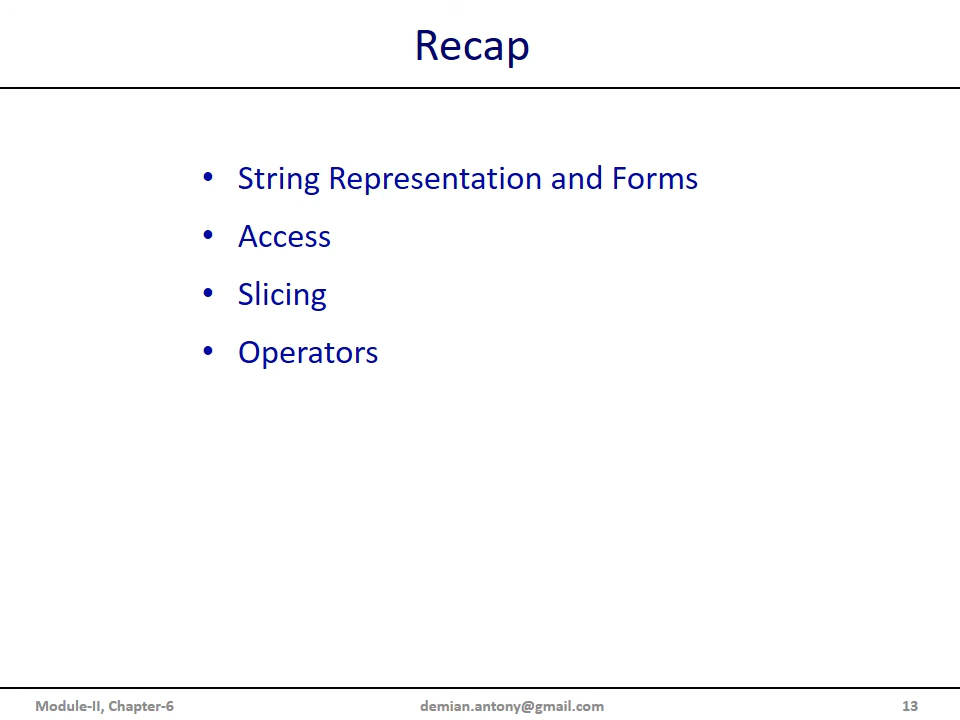 Recap
• String Representation and Forms
• Access
• Slicing
• Operators
Module-II, Chapter-6
demian.antony@gmail.com
13